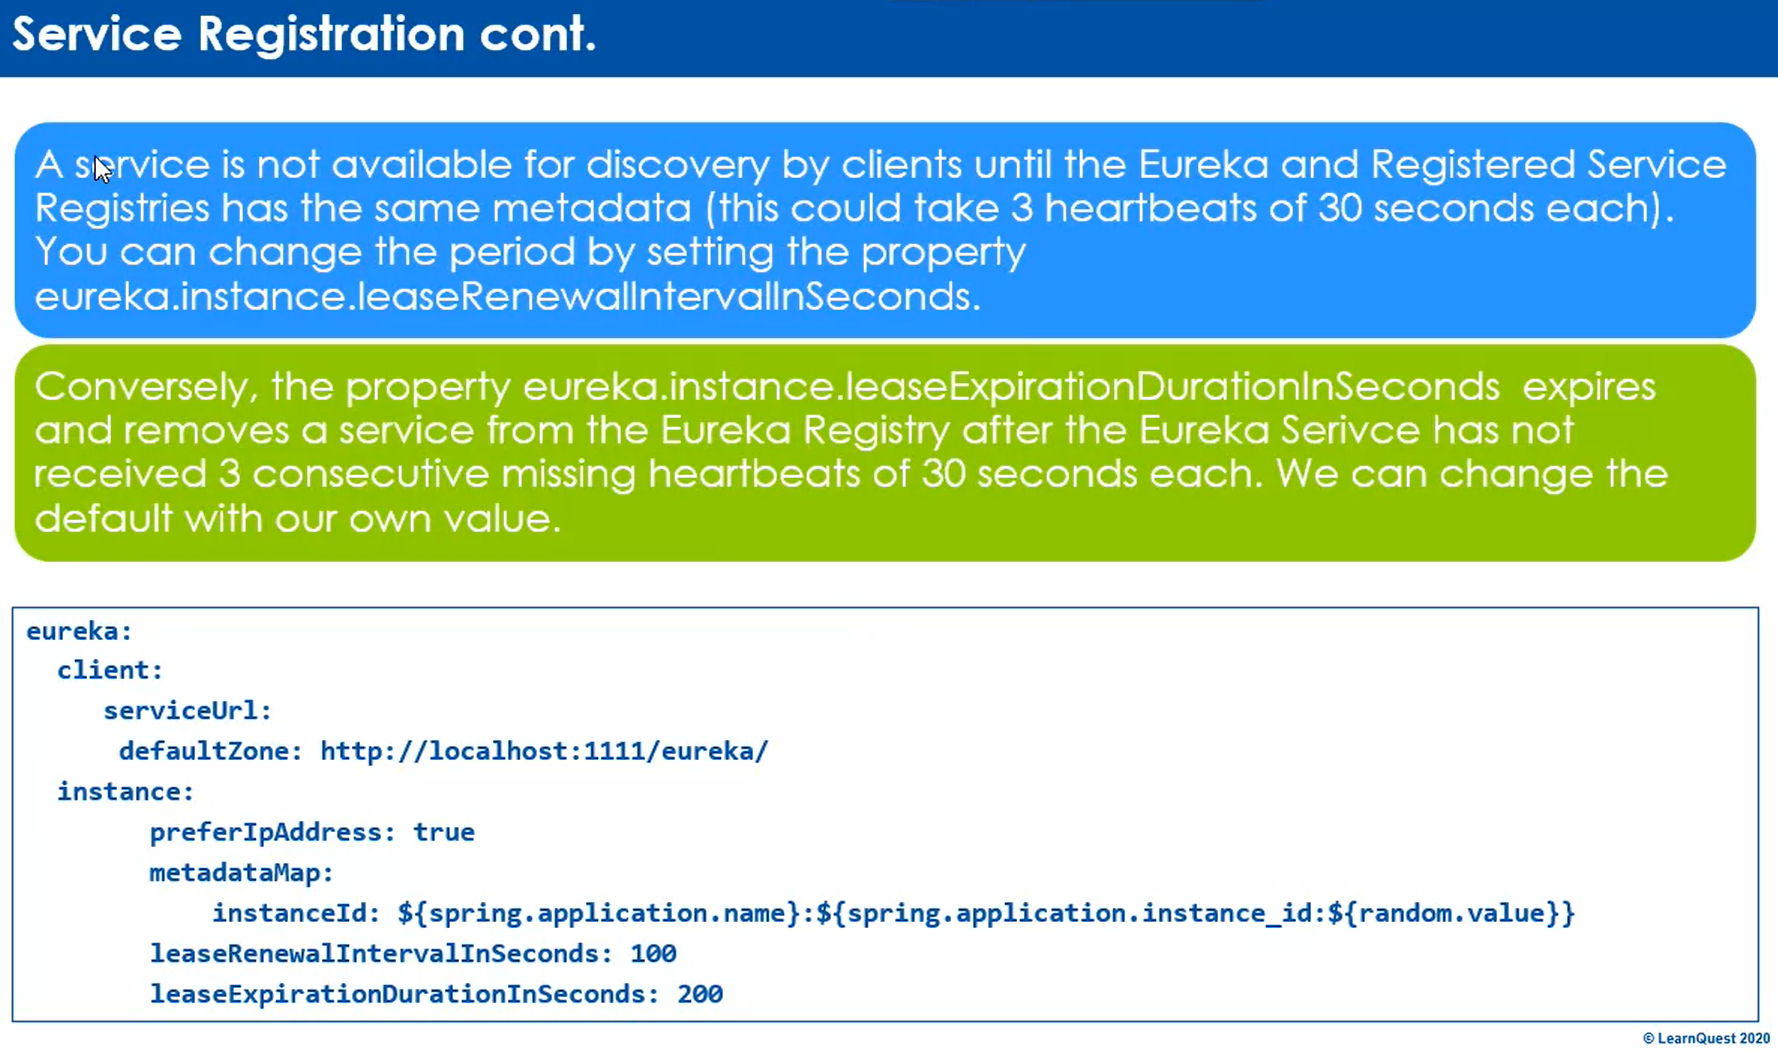 Service Registration cont.
A service is not available for discovery by clients until the Eureka and Registered Service
Registries has the same metadata (this could take 3 heartbeats of 30 seconds each).
You can change the period by setting the property
eureka.instance.leaseRenewalIntervalInSeconds.
Conversely, the property eureka.instance.leaseExpirationDurationInSeconds  expires
and removes a service from the Eureka Registry after the Eureka Serivce has not
received 3 consecutive missing heartbeats of 30 seconds each. We can change the
default with our own value.
eureka:
  client:
     serviceUrl:
      defaultZone: http://localhost:1111/eureka/
  instance:
        preferIpAddress: true
        metadataMap:
            instanceId: ${spring.application.name}:${spring.application.instance_id:${random.value}}
        leaseRenewalIntervalInSeconds: 100
        leaseExpirationDurationInSeconds: 200
© LearnQuest 2020